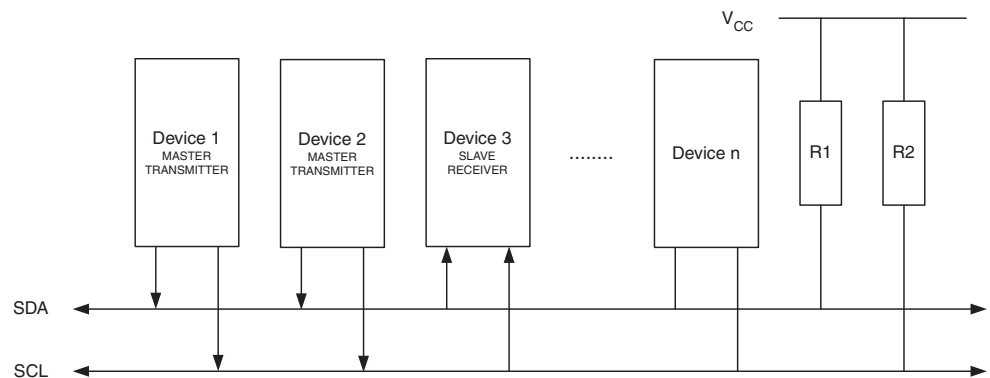 V_CC
Device 1
MASTER
TRANSMITTER
Device 2
MASTER
TRANSMITTER
Device 3
SLAVE
RECEIVER
........
Device n
R1
R2
SDA
SCL